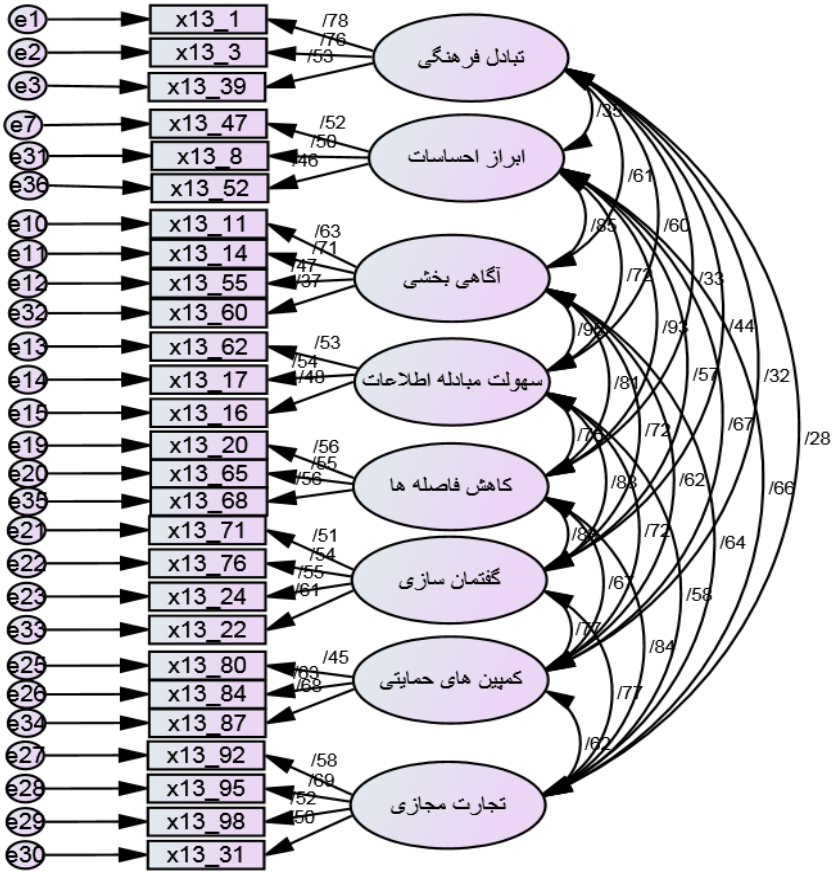 e1 x13_1 /78
e2 x13_3 /76
e3 x13_39 /53
تبادل فرهنگی
e7 x13_47 /52
e31 x13_8 /50
e36 x13_52 /46
ابراز احساسات
e10 x13_11 /63
e11 x13_14 /71
e12 x13_55 /47
e32 x13_60 /37
آگاهی بخشی
e13 x13_62 /53
e14 x13_17 /54
e15 x13_16 /48
سهولت مبادله اطلاعات
e19 x13_20 /56
e20 x13_65 /55
e35 x13_68 /56
کاهش فاصله ها
e21 x13_71 /51
e22 x13_76 /54
e23 x13_24 /55
e33 x13_22 /61
گفتمان سازی
e25 x13_80 /45
e26 x13_84 /63
e34 x13_87 /68
کمپین های حمایتی
e27 x13_92 /58
e28 x13_95 /69
e29 x13_98 /52
e30 x13_31 /50
تجارت مجازی
/61
/85 /60
/72 /33
/93 /44
/81 /57 /32
/72 /67 /28
/62 /66
/72 /64
/67 /58
/77 /84
/77
/62